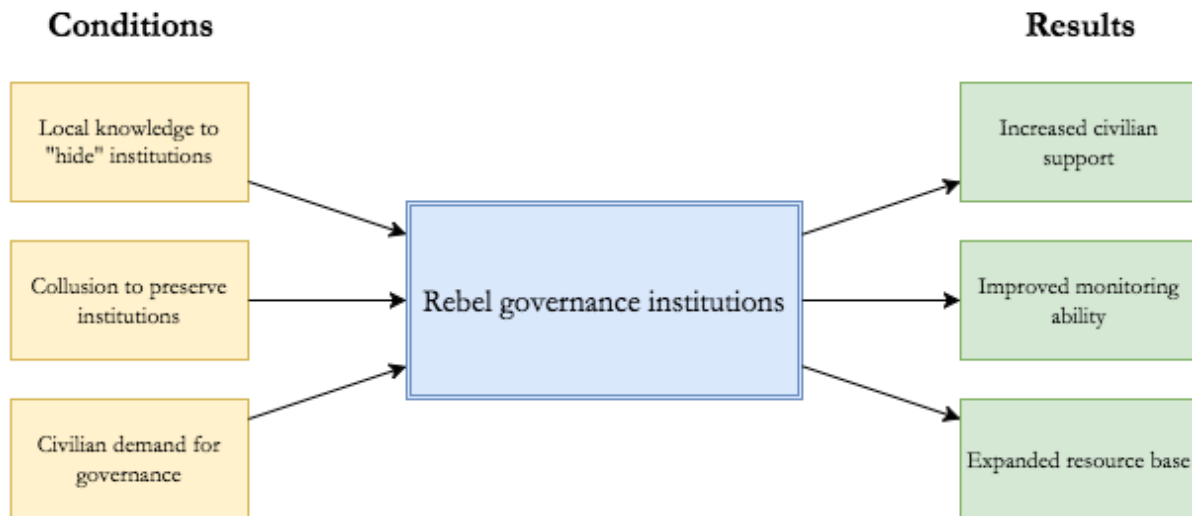 Conditions
Results
Local knowledge to
"hide" institutions
Increased civilian
support
Collusion to preserve
institutions
Rebel governance institutions
Improved monitoring
ability
Civilian demand for
governance
Expanded resource base